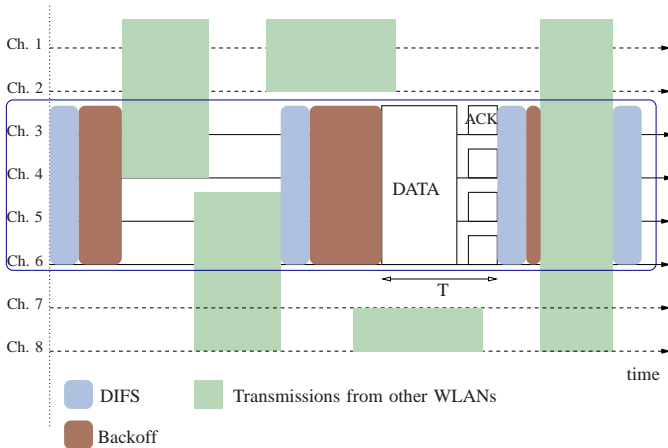 Ch. 1
Ch. 2
Ch. 3
ACK
Ch. 4
DATA
Ch. 5
Ch. 6
T
Ch. 7
Ch. 8
time
DIFS
Transmissions from other WLANs
Backoff